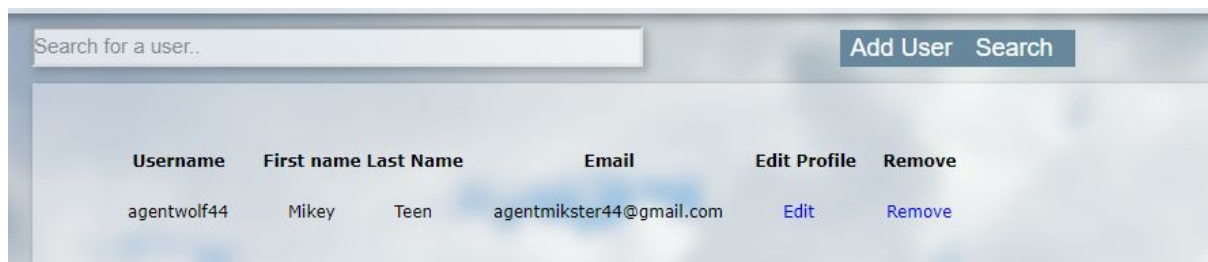 Search for a user..
Add User Search
Username First name Last Name Email Edit Profile Remove
agentwolf44 Mikey Teen agentmikster44@gmail.com Edit Remove